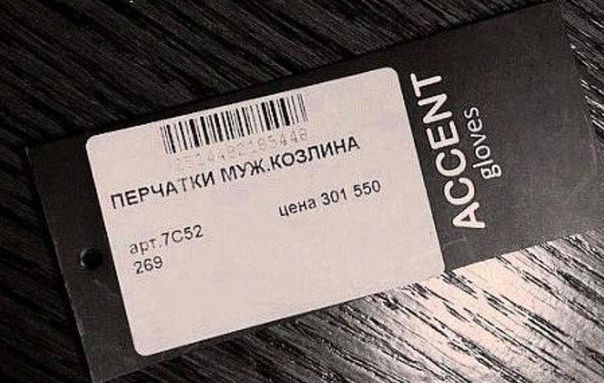 ПЕРЧАТКИ МУЖ.КОЗЛИНА
арт.7С52
269
цена 301 550
ACCENT
gloves